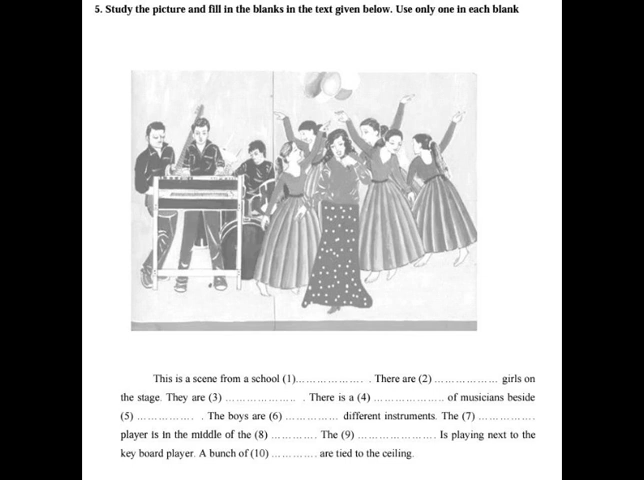 5. Study the picture and fill in the blanks in the text given below. Use only one in each blank
This is a scene from a school (1)..................... . There are (2) .................. girls on
the stage. They are (3) .................... . There is a (4) .................... of musicians beside
(5) ................ . The boys are (6) ............... different instruments. The (7) ................
player is in the middle of the (8) ............. The (9) ...................... Is playing next to the
key board player. A bunch of (10) ............. are tied to the ceiling.